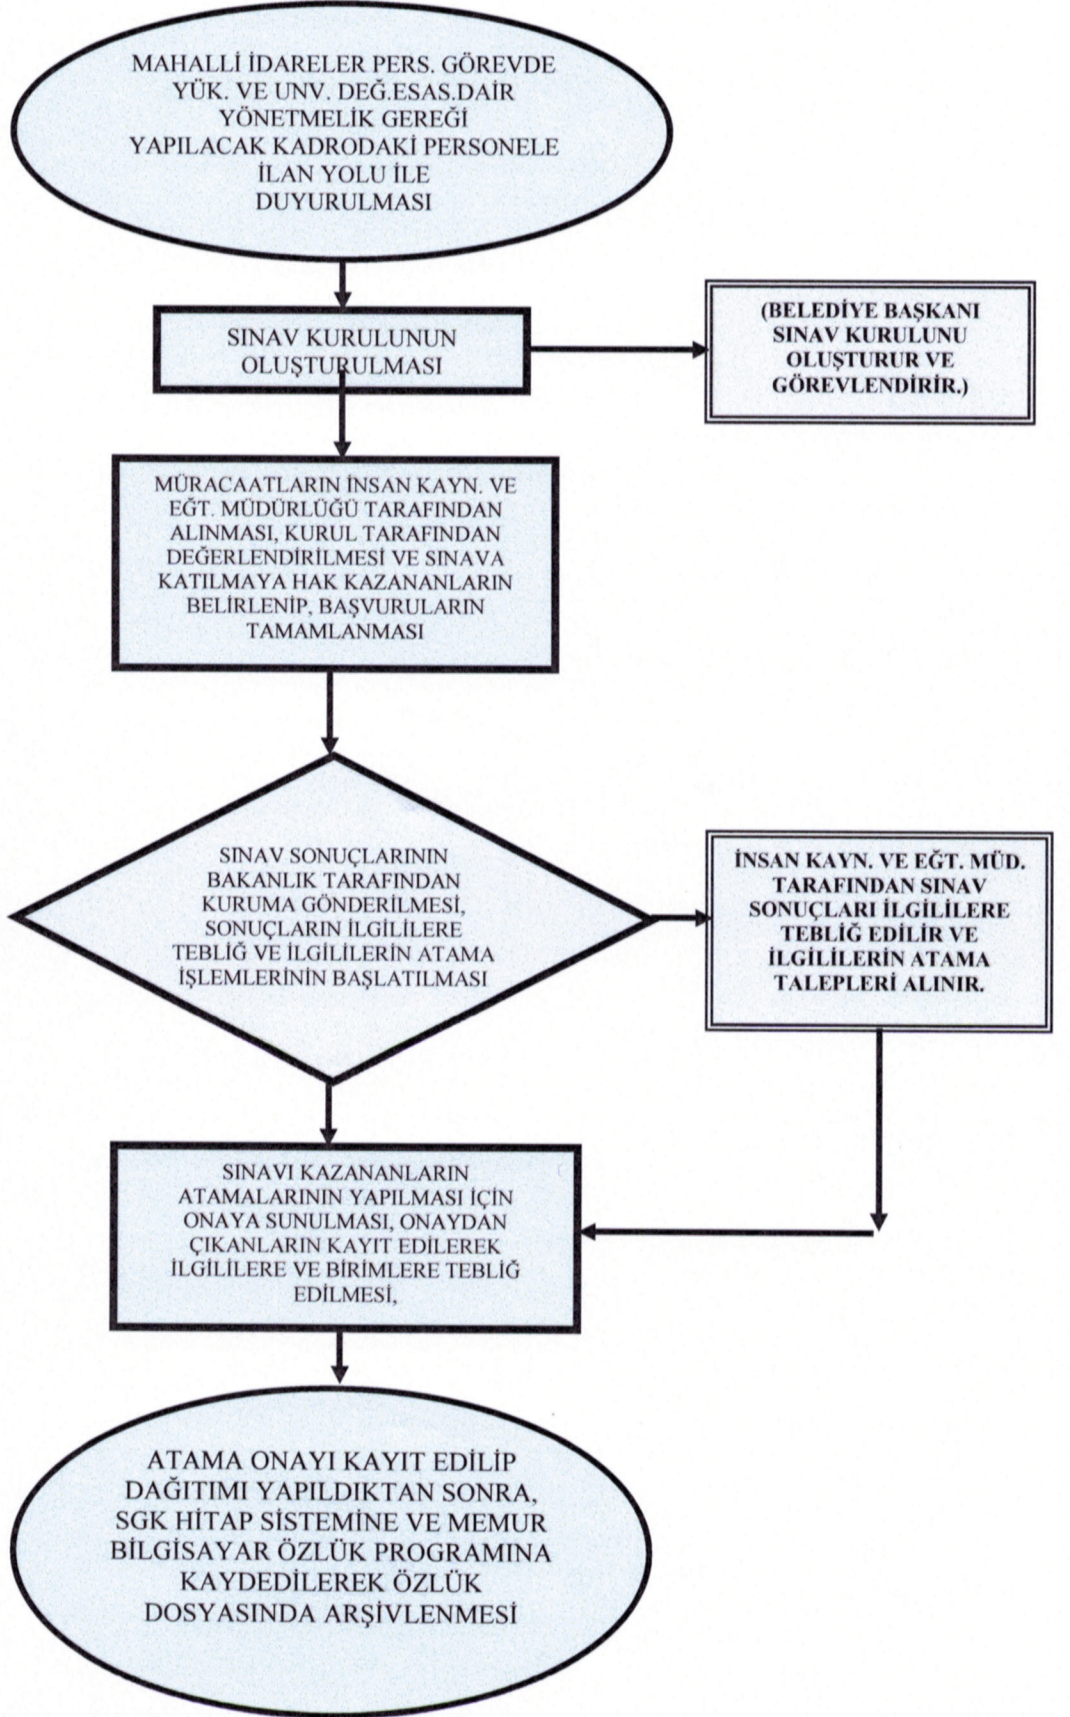 MAHALLİ İDARELER PERS. GÖREVDE
YÜK. VE UNV. DEĞ.ESAS.DAİR
YÖNETMELİK GEREĞİ
YAPILACAK KADRODAKİ PERSONELE
İLAN YOLU İLE
DUYURULMASI
SINAV KURULUNUN
OLUŞTURULMASI
(BELEDİYE BAŞKANI
SINAV KURULUNU
OLUŞTURUR VE
GÖREVLENDİRİR.)
MÜRACAATLARIN İNSAN KAYN. VE
EĞT. MÜDÜRLÜĞÜ TARAFINDAN
ALINMASI, KURUL TARAFINDAN
DEĞERLENDİRİLMESİ VE SINAVA
KATILMAYA HAK KAZANANLARIN
BELİRLENİP, BAŞVURULARIN
TAMAMLANMASI
SINAV SONUÇLARININ
BAKANLIK TARAFINDAN
KURUMA GÖNDERİLMESİ,
SONUÇLARIN İLGİLİLERE
TEBLİĞ VE İLGİLİLERİN ATAMA
İŞLEMLERİNİN BAŞLATILMASI
İNSAN KAYN. VE EĞT. MÜD.
TARAFINDAN SINAV
SONUÇLARI İLGİLİLERE
TEBLİĞ EDİLİR VE
İLGİLİLERİN ATAMA
TALEPLERİ ALINIR.
SINAVI KAZANANLARIN
ATAMALARININ YAPILMASI İÇİN
ONAYA SUNULMASI, ONAYDAN
ÇIKANLARIN KAYIT EDİLEREK
İLGİLİLERE VE BİRİMLERE TEBLİĞ
EDİLMESİ,
ATAMA ONAYI KAYIT EDİLİP
DAĞITIMI YAPILDIKTAN SONRA,
SGK HİTAP SİSTEMİNE VE MEMUR
BİLGİSAYAR ÖZLÜK PROGRAMINA
KAYDEDİLEREK ÖZLÜK
DOSYASINDA ARŞİVLENMESİ